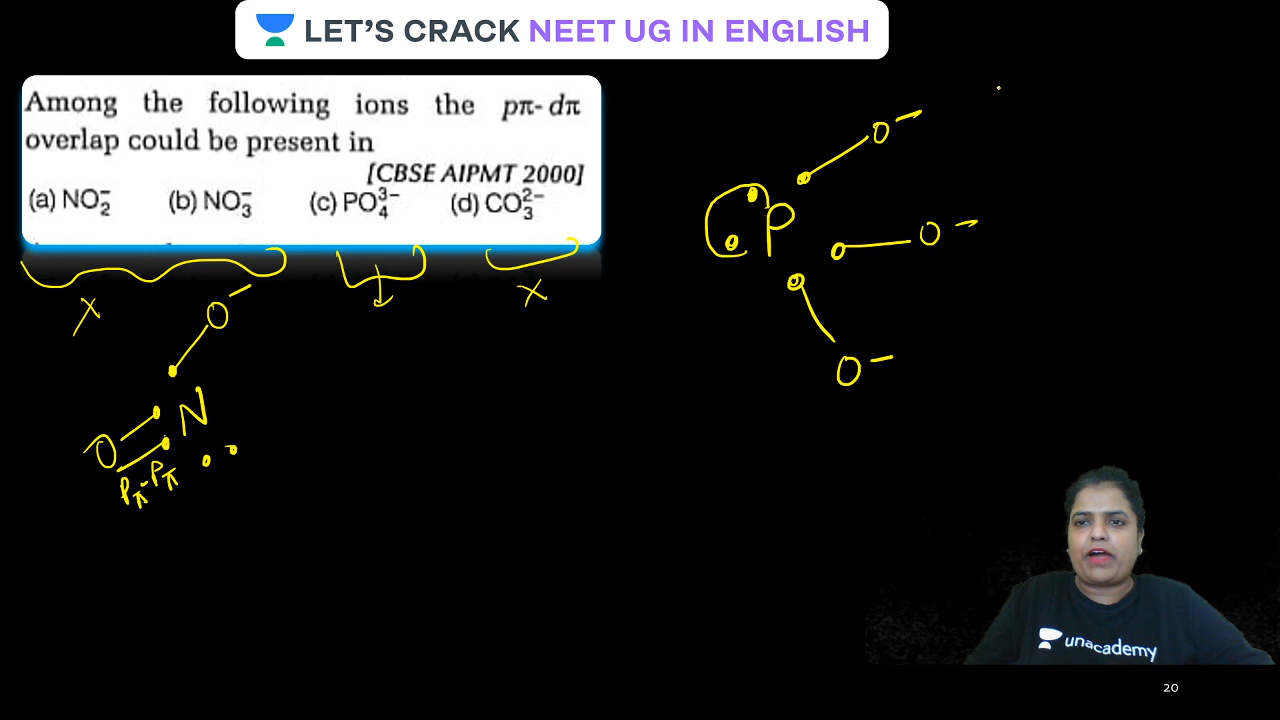 LET'S CRACK NEET UG IN ENGLISH
Among the following ions the pπ-dπ
overlap could be present in
[CBSE AIPMT 2000]
(a) NO₂⁻ (b) NO₃⁻ (c) PO₄³⁻ (d) CO₃²⁻
x
x
O⁻
N
O
Pπ-Pπ
O⁻
P
O⁻
O⁻
unacademy
20